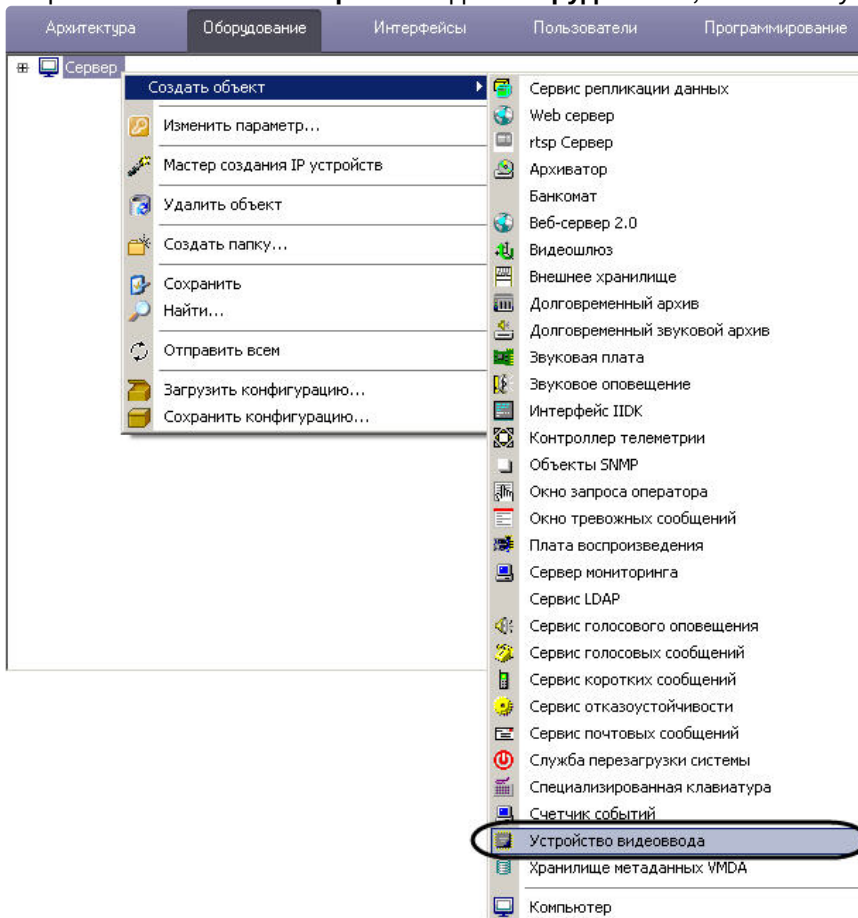 Архитектура Оборудование Интерфейсы Пользователи Программирование
Сервер
Создать объект
Изменить параметр...
Мастер создания IP устройств
Удалить объект
Создать папку...
Сохранить
Найти...
Отправить всем
Загрузить конфигурацию...
Сохранить конфигурацию...
Сервис репликации данных
Web сервер
rtsp Сервер
Архиватор
Банкомат
Веб-сервер 2.0
Видеошлюз
Внешнее хранилище
Долговременный архив
Долговременный звуковой архив
Звуковая плата
Звуковое оповещение
Интерфейс IIDK
Контроллер телеметрии
Объекты SNMP
Окно запроса оператора
Окно тревожных сообщений
Плата воспроизведения
Сервер мониторинга
Сервис LDAP
Сервис голосового оповещения
Сервис голосовых сообщений
Сервис коротких сообщений
Сервис отказоустойчивости
Сервис почтовых сообщений
Служба перезагрузки системы
Специализированная клавиатура
Счетчик событий
Устройство видеоввода
Хранилище метаданных VMDA
Компьютер